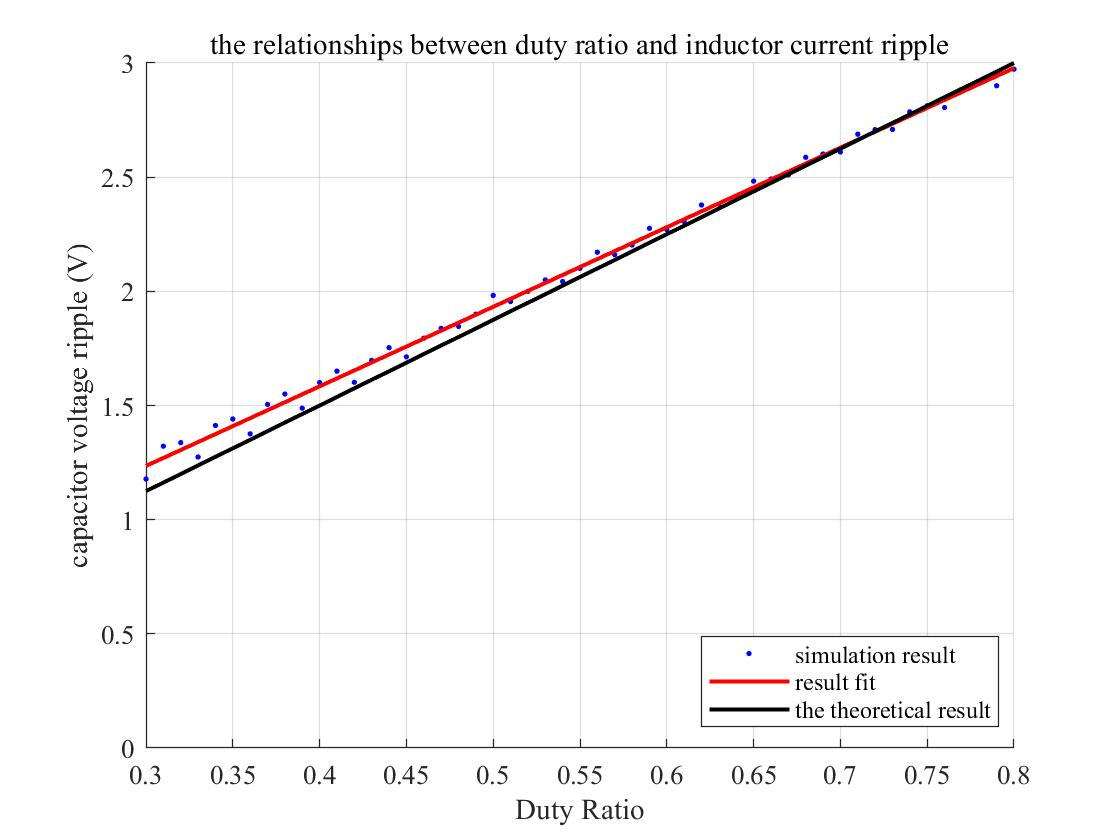 the relationships between duty ratio and inductor current ripple
capacitor voltage ripple (V)
3
2.5
2
1.5
1
0.5
0
simulation result
result fit
the theoretical result
0.3 0.35 0.4 0.45 0.5 0.55 0.6 0.65 0.7 0.75 0.8
Duty Ratio